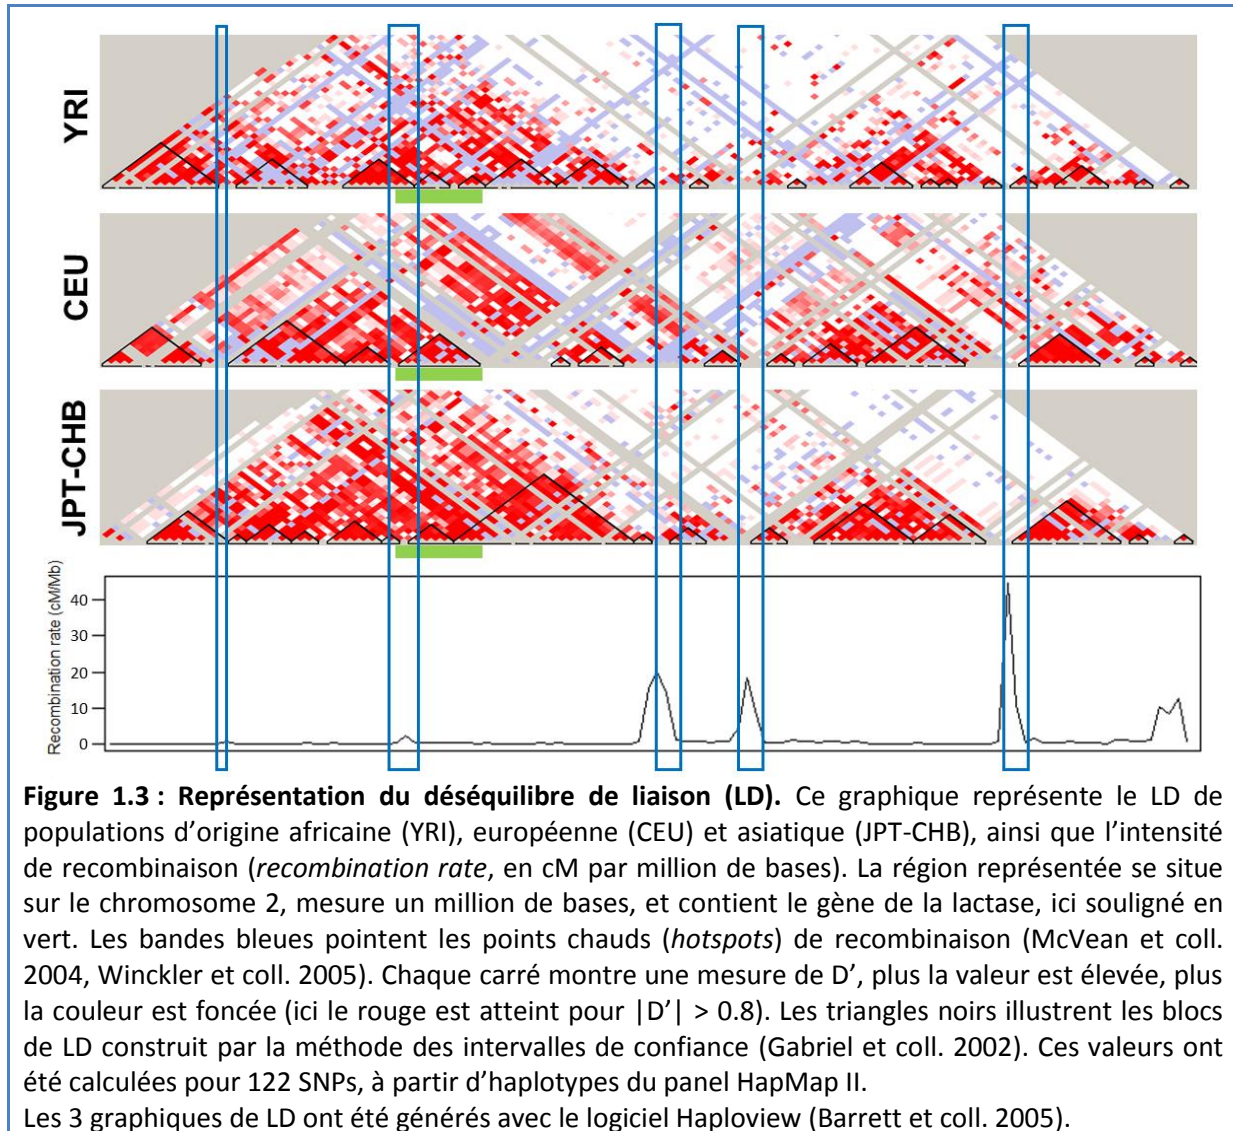 YRI
CEU
JPT-CHB
Recombination rate (cM/Mb)
40
30
20
10
0
Figure 1.3 : Représentation du déséquilibre de liaison (LD). Ce graphique représente le LD de
populations d’origine africaine (YRI), européenne (CEU) et asiatique (JPT-CHB), ainsi que l’intensité
de recombinaison (recombination rate, en cM par million de bases). La région représentée se situe
sur le chromosome 2, mesure un million de bases, et contient le gène de la lactase, ici souligné en
vert. Les bandes bleues pointent les points chauds (hotspots) de recombinaison (McVean et coll.
2004, Winckler et coll. 2005). Chaque carré montre une mesure de D’, plus la valeur est élevée, plus
la couleur est foncée (ici le rouge est atteint pour |D’| > 0.8). Les triangles noirs illustrent les blocs
de LD construit par la méthode des intervalles de confiance (Gabriel et coll. 2002). Ces valeurs ont
été calculées pour 122 SNPs, à partir d’haplotypes du panel HapMap II.
Les 3 graphiques de LD ont été générés avec le logiciel Haploview (Barrett et coll. 2005).